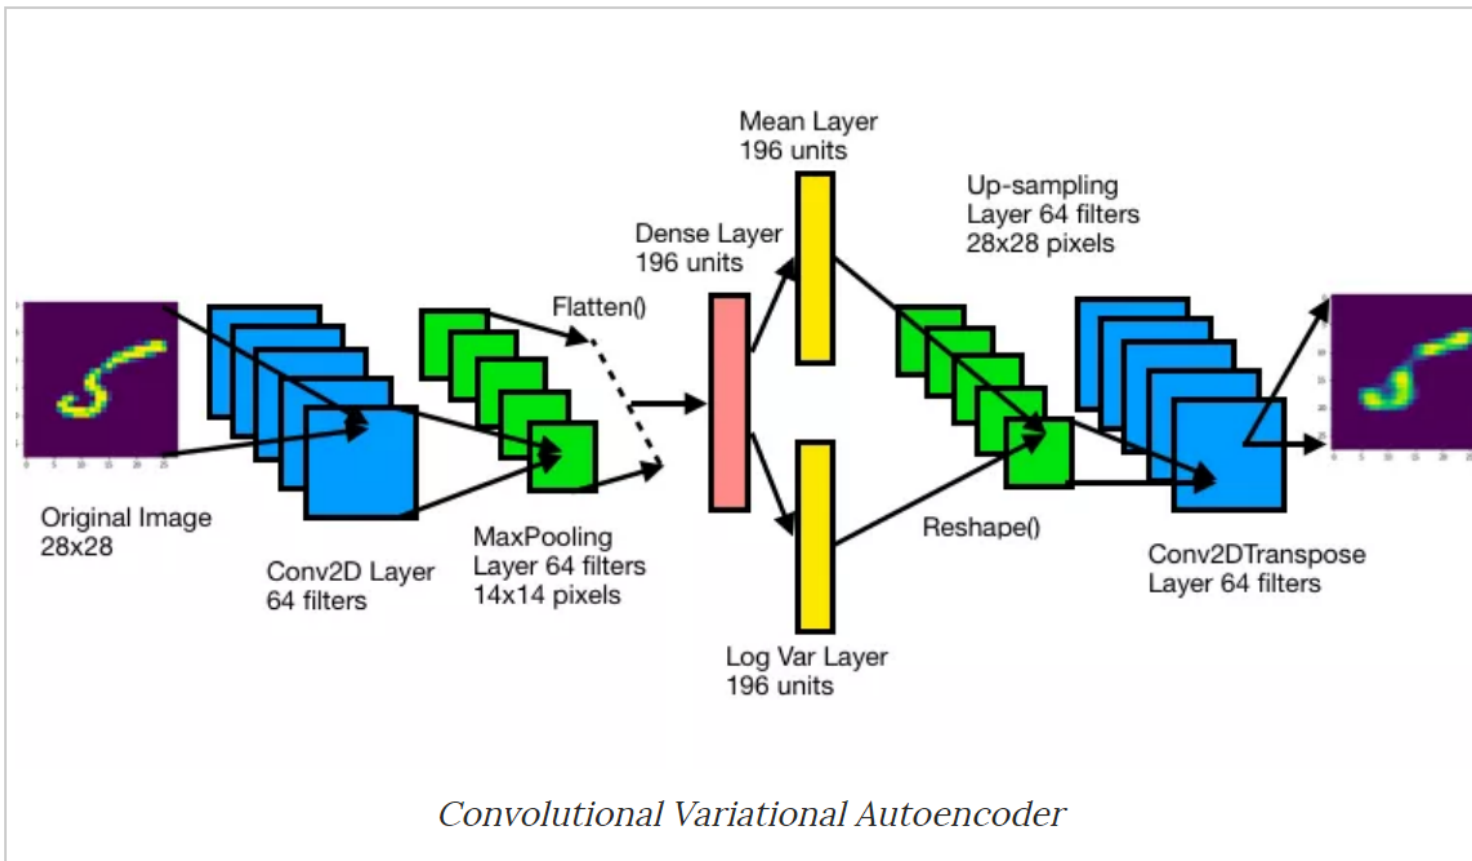 Mean Layer
196 units
Up-sampling
Layer 64 filters
28x28 pixels
Dense Layer
196 units
Flatten()
Original Image
28x28
Conv2D Layer
64 filters
MaxPooling
Layer 64 filters
14x14 pixels
Reshape()
Conv2DTranspose
Layer 64 filters
Log Var Layer
196 units
Convolutional Variational Autoencoder